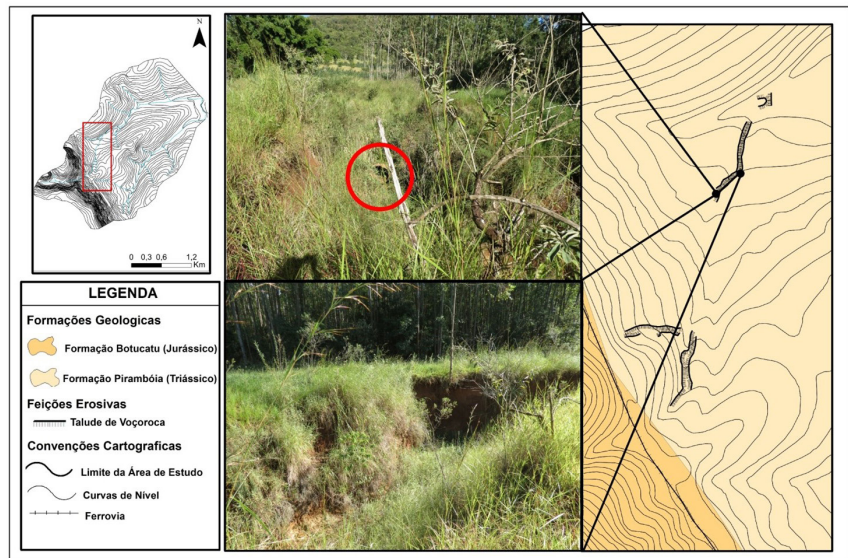 N
0 0,3 0,6 1,2
Km
LEGENDA
Formações Geologicas
Formação Botucatu (Jurássico)
Formação Pirambóia (Triássico)
Feições Erosivas
Talude de Voçoroca
Convenções Cartograficas
Limite da Área de Estudo
Curvas de Nível
Ferrovia